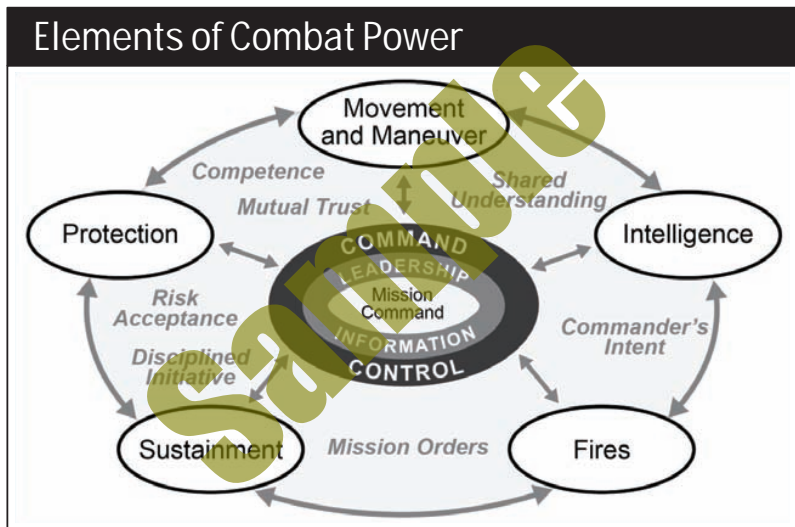 Elements of Combat Power
Movement
and Maneuver
Competence
Shared
Understanding
Mutual Trust
Protection
Intelligence
COMMAND
LEADERSHIP
Mission
Command
INFORMATION
CONTROL
Risk
Acceptance
Commander's
Intent
Disciplined
Initiative
Sustainment
Mission Orders
Fires
Sample